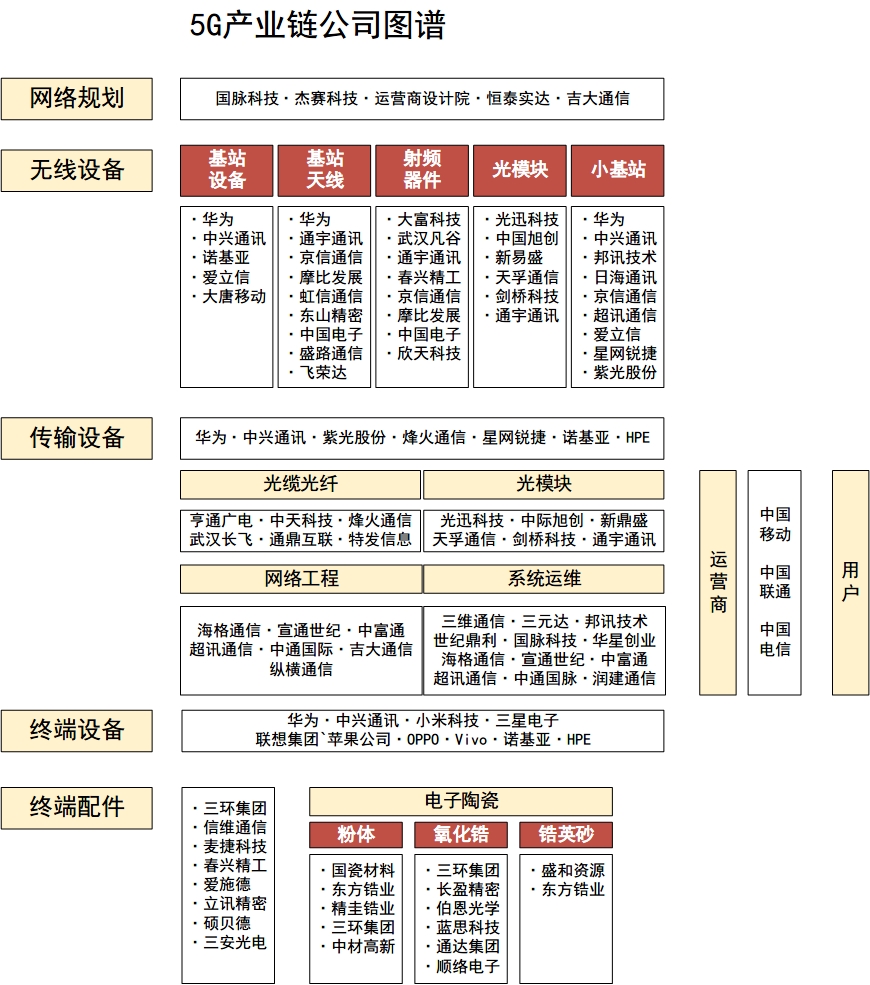 5G产业链公司图谱
网络规划
国脉科技·杰赛科技·运营商设计院·恒泰实达·吉大通信
无线设备
基站
设备
·华为
·中兴通讯
·诺基亚
·爱立信
·大唐移动
基站
天线
·华为
·通宇通讯
·京信通信
·摩比发展
·虹信通信
·东山精密
·中国电子
·盛路通信
·飞荣达
射频
器件
·大富科技
·武汉凡谷
·通宇通讯
·春兴精工
·京信通信
·摩比发展
·中国电子
·欣天科技
光模块
·光迅科技
·中国旭创
·新易盛
·天孚通信
·剑桥科技
·通宇通讯
小基站
·华为
·中兴通讯
·邦讯技术
·日海通讯
·京信通信
·超讯通信
·爱立信
·星网锐捷
·紫光股份
传输设备
华为·中兴通讯·紫光股份·烽火通信·星网锐捷·诺基亚·HPE
光缆光纤
亨通广电·中天科技·烽火通信
武汉长飞·通鼎互联·特发信息
光模块
光迅科技·中际旭创·新鼎盛
天孚通信·剑桥科技·通宇通讯
网络工程
海格通信·宣通世纪·中富通
超讯通信·中通国际·吉大通信
纵横通信
系统运维
三维通信·三元达·邦讯技术
世纪鼎利·国脉科技·华星创业
海格通信·宣通世纪·中富通
超讯通信·中通国脉·润建通信
运营商
中国
移动
中国
联通
中国
电信
用户
终端设备
华为·中兴通讯·小米科技·三星电子
联想集团`苹果公司·OPPO·Vivo·诺基亚·HPE
终端配件
·三环集团
·信维通信
·麦捷科技
·春兴精工
·爱施德
·立讯精密
·硕贝德
·三安光电
电子陶瓷
粉体
·国瓷材料
·东方锆业
·精圭锆业
·三环集团
·中材高新
氧化锆
·三环集团
·长盈精密
·伯恩光学
·蓝思科技
·通达集团
·顺络电子
锆英砂
·盛和资源
·东方锆业